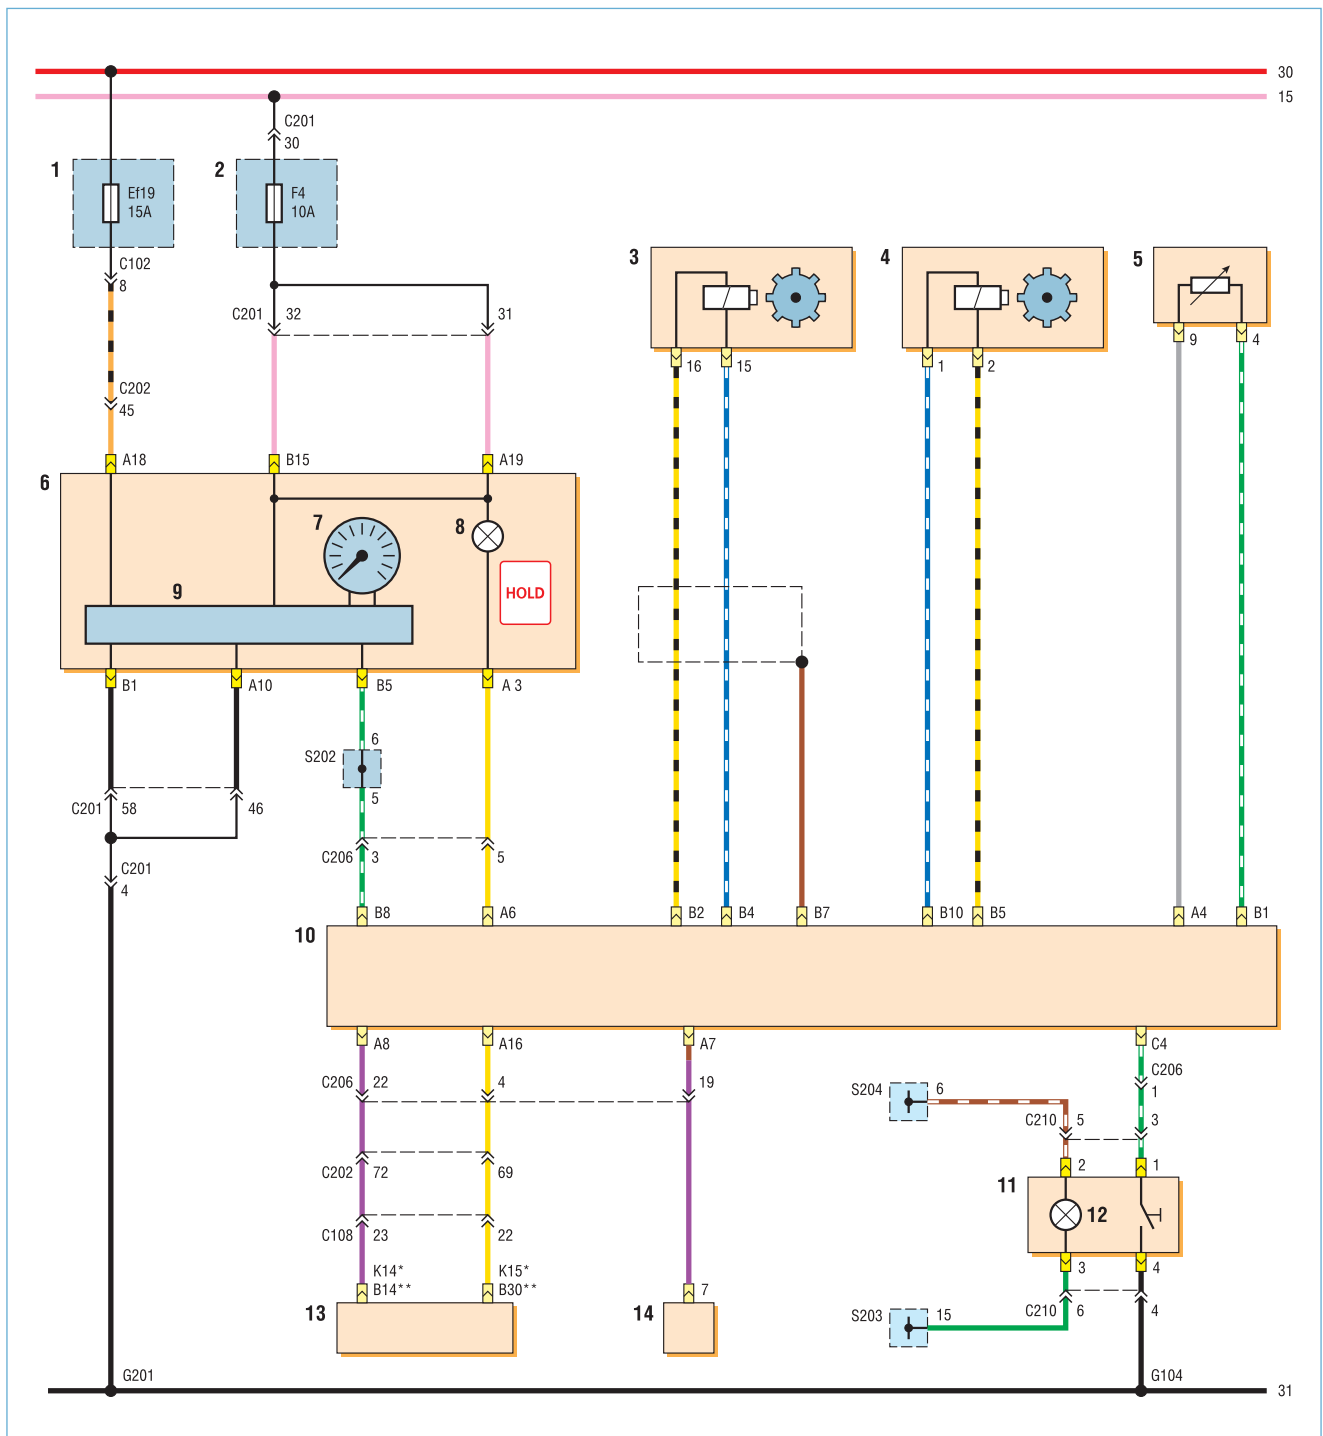 30
15
C201
30
1
2
Ef19
15A
F4
10A
3
4
5
C102
8
C201
32
31
9
4
16
15
1
2
C202
45
A18
B15
A19
6
7
8
HOLD
9
B1
A10
B5
A 3
6
S202
5
C201
58
46
C206
3
5
C201
4
B8
A6
B2
B4
B7
B10
B5
A4
B1
10
A8
A16
A7
C4
C206
22
4
19
C206
1
S204
6
C210
5
3
C202
72
69
2
1
11
12
C108
23
22
3
4
K14*
B14**
K15*
B30**
7
13
14
S203
15
C210
6
4
G201
G104
31